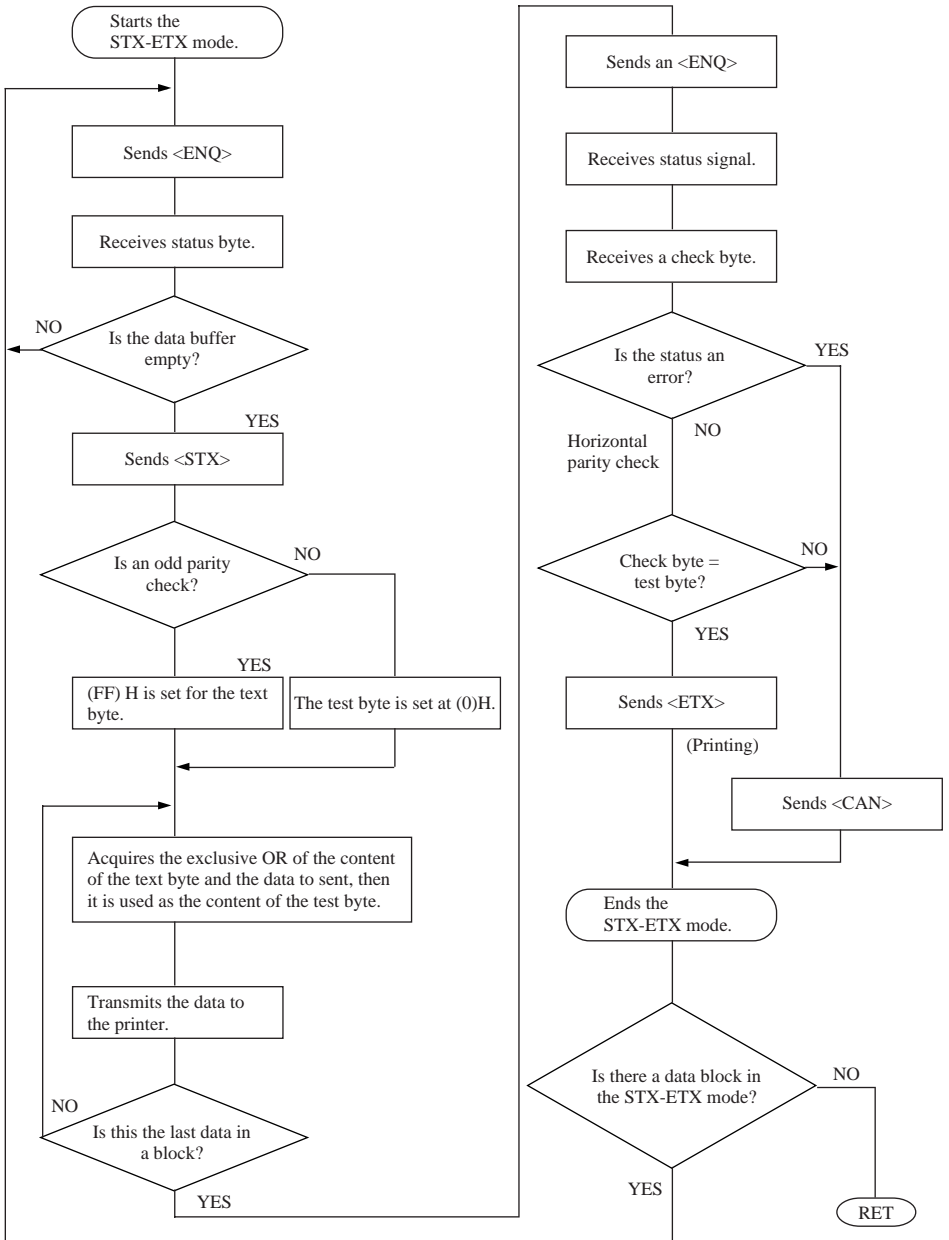 Starts the
STX-ETX mode.
Sends <ENQ>
Receives status byte.
NO
Is the data buffer
empty?
YES
Sends <STX>
Is an odd parity
check?
NO
YES
(FF) H is set for the text
byte.
The test byte is set at (0)H.
Acquires the exclusive OR of the content
of the text byte and the data to sent, then
it is used as the content of the test byte.
Transmits the data to
the printer.
NO
Is this the last data in
a block?
YES
Sends an <ENQ>
Receives status signal.
Receives a check byte.
Is the status an
error?
YES
NO
Horizontal
parity check
Check byte =
test byte?
NO
YES
Sends <ETX>
(Printing)
Sends <CAN>
Ends the
STX-ETX mode.
Is there a data block in
the STX-ETX mode?
NO
YES
RET